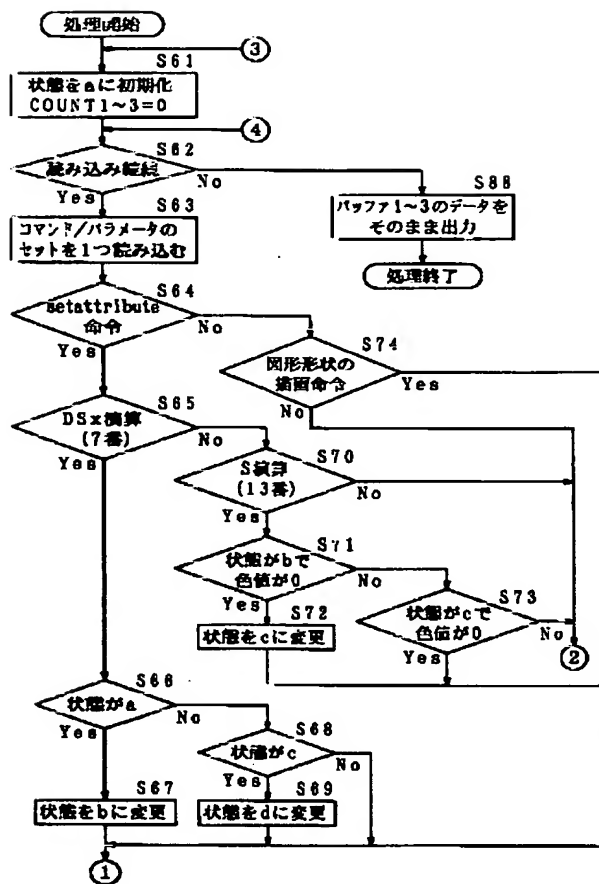 処理開始
③
S61
状態をaに初期化
COUNT1~3=0
④
S62
読み込み継続
No
Yes
S63
S88
コマンド/パラメータの
セットを1つ読み込む
バッファ1~3のデータを
そのまま出力
処理終了
S64
setattribute
命令
No
Yes
S74
図形形状の
描画命令
Yes
No
S65
DSx演算
(7番)
No
Yes
S70
S演算
(13番)
No
Yes
S71
状態がbで
色値が0
No
Yes
S72
状態をcに変更
S73
状態がcで
色値が0
No
Yes
②
S66
状態がa
No
Yes
S68
状態がc
No
Yes
S67
状態をbに変更
S69
状態をdに変更
①